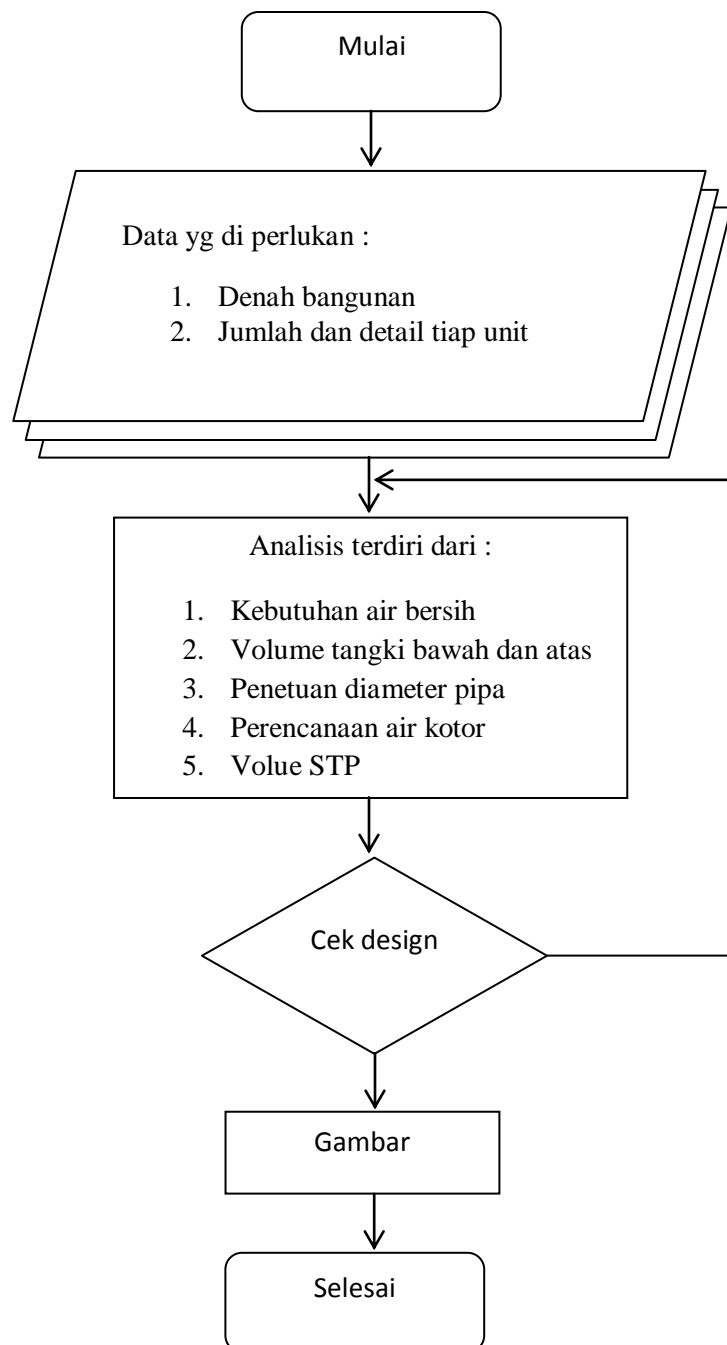 Mulai
Data yg di perlukan :
1. Denah bangunan
2. Jumlah dan detail tiap unit
Analisis terdiri dari :
1. Kebutuhan air bersih
2. Volume tangki bawah dan atas
3. Penetuan diameter pipa
4. Perencanaan air kotor
5. Volue STP
Cek design
Gambar
Selesai